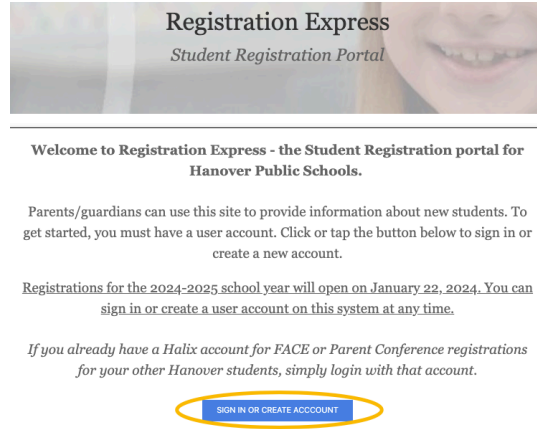 Registration Express
Student Registration Portal
Welcome to Registration Express - the Student Registration portal for
Hanover Public Schools.
Parents/guardians can use this site to provide information about new students. To
get started, you must have a user account. Click or tap the button below to sign in or
create a new account.
Registrations for the 2024-2025 school year will open on January 22, 2024. You can
sign in or create a user account on this system at any time.
If you already have a Halix account for FACE or Parent Conference registrations
for your other Hanover students, simply login with that account.
SIGN IN OR CREATE ACCCOUNT